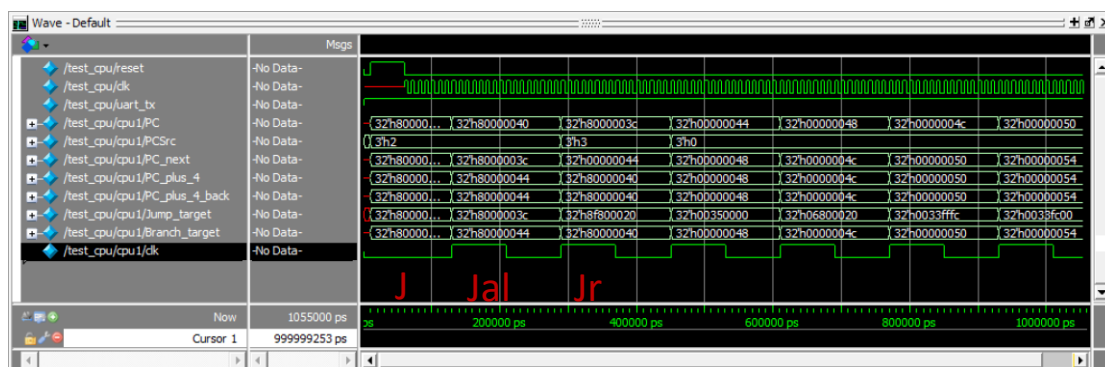 Wave - Default
Msgs
/test_cpu/reset -No Data-
/test_cpu/clk -No Data-
/test_cpu/uart_tx -No Data-
/test_cpu/cpu1/PC -No Data- 32'h80000... 32'h80000040 32'h8000003c 32'h00000044 32'h00000048 32'h0000004c 32'h00000050
/test_cpu/cpu1/PCSrc -No Data- 3'h2 3'h3 3'h0
/test_cpu/cpu1/PC_next -No Data- 32'h80000... 32'h8000003c 32'h00000044 32'h00000048 32'h0000004c 32'h00000050 32'h00000054
/test_cpu/cpu1/PC_plus_4 -No Data- 32'h80000... 32'h80000044 32'h80000040 32'h00000048 32'h0000004c 32'h00000050 32'h00000054
/test_cpu/cpu1/PC_plus_4_back -No Data- 32'h80000... 32'h80000044 32'h80000040 32'h00000048 32'h0000004c 32'h00000050 32'h00000054
/test_cpu/cpu1/Jump_target -No Data- 32'h80000... 32'h8000003c 32'h8f800020 32'h00350000 32'h06800020 32'h0033fffc 32'h0033fc00
/test_cpu/cpu1/Branch_target -No Data- 32'h80000... 32'h80000044 32'h80000040 32'h00000048 32'h0000004c 32'h00000050 32'h00000054
/test_cpu/cpu1/clk -No Data-
J Jal Jr
Now 1055000 ps ps 200000 ps 400000 ps 600000 ps 800000 ps 1000000 ps
Cursor 1 999999253 ps